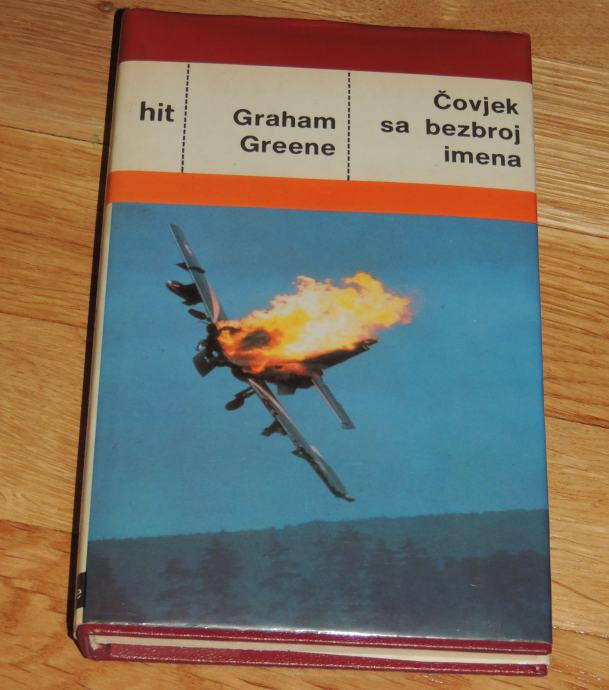 hit
Graham
Greene
Čovjek
sa bezbroj
imena